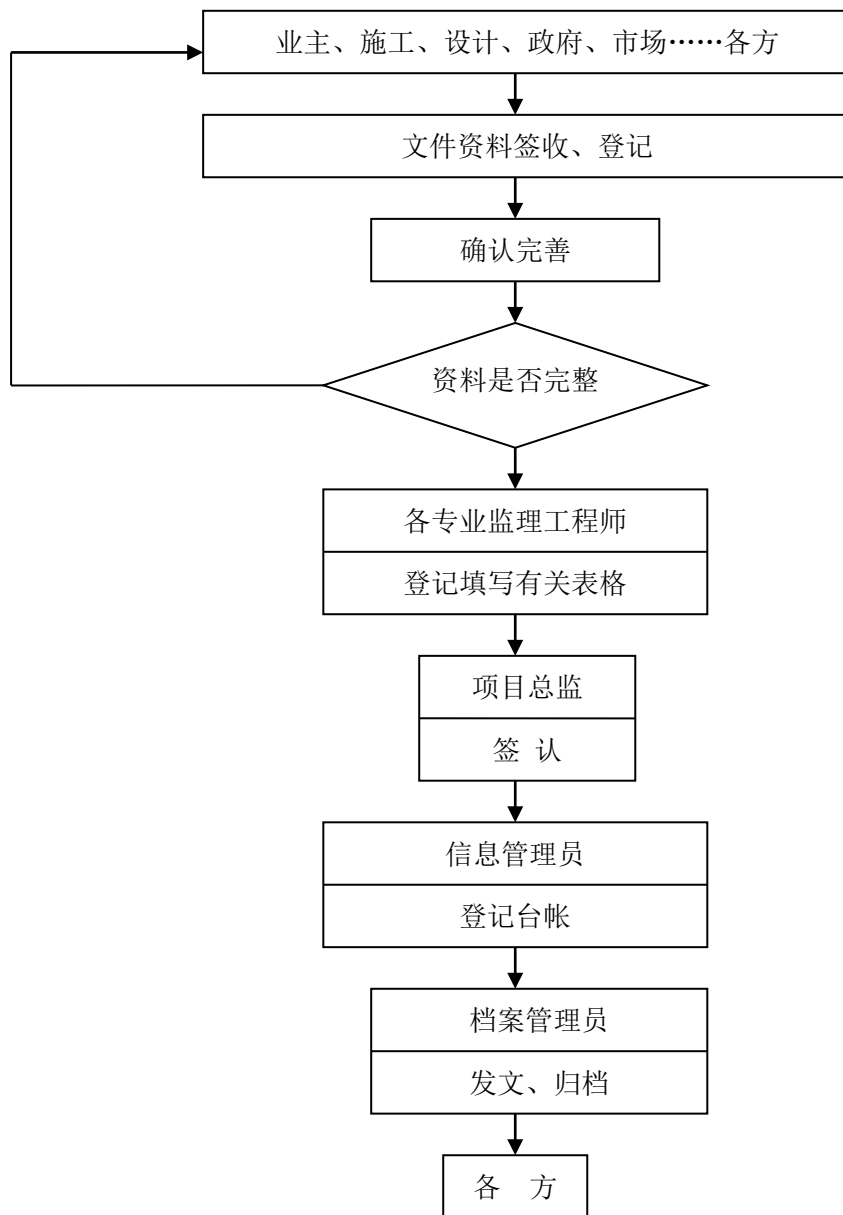 业主、施工、设计、政府、市场……各方
文件资料签收、登记
确认完善
资料是否完整
各专业监理工程师
登记填写有关表格
项目总监
签 认
信息管理员
登记台帐
档案管理员
发文、归档
各 方